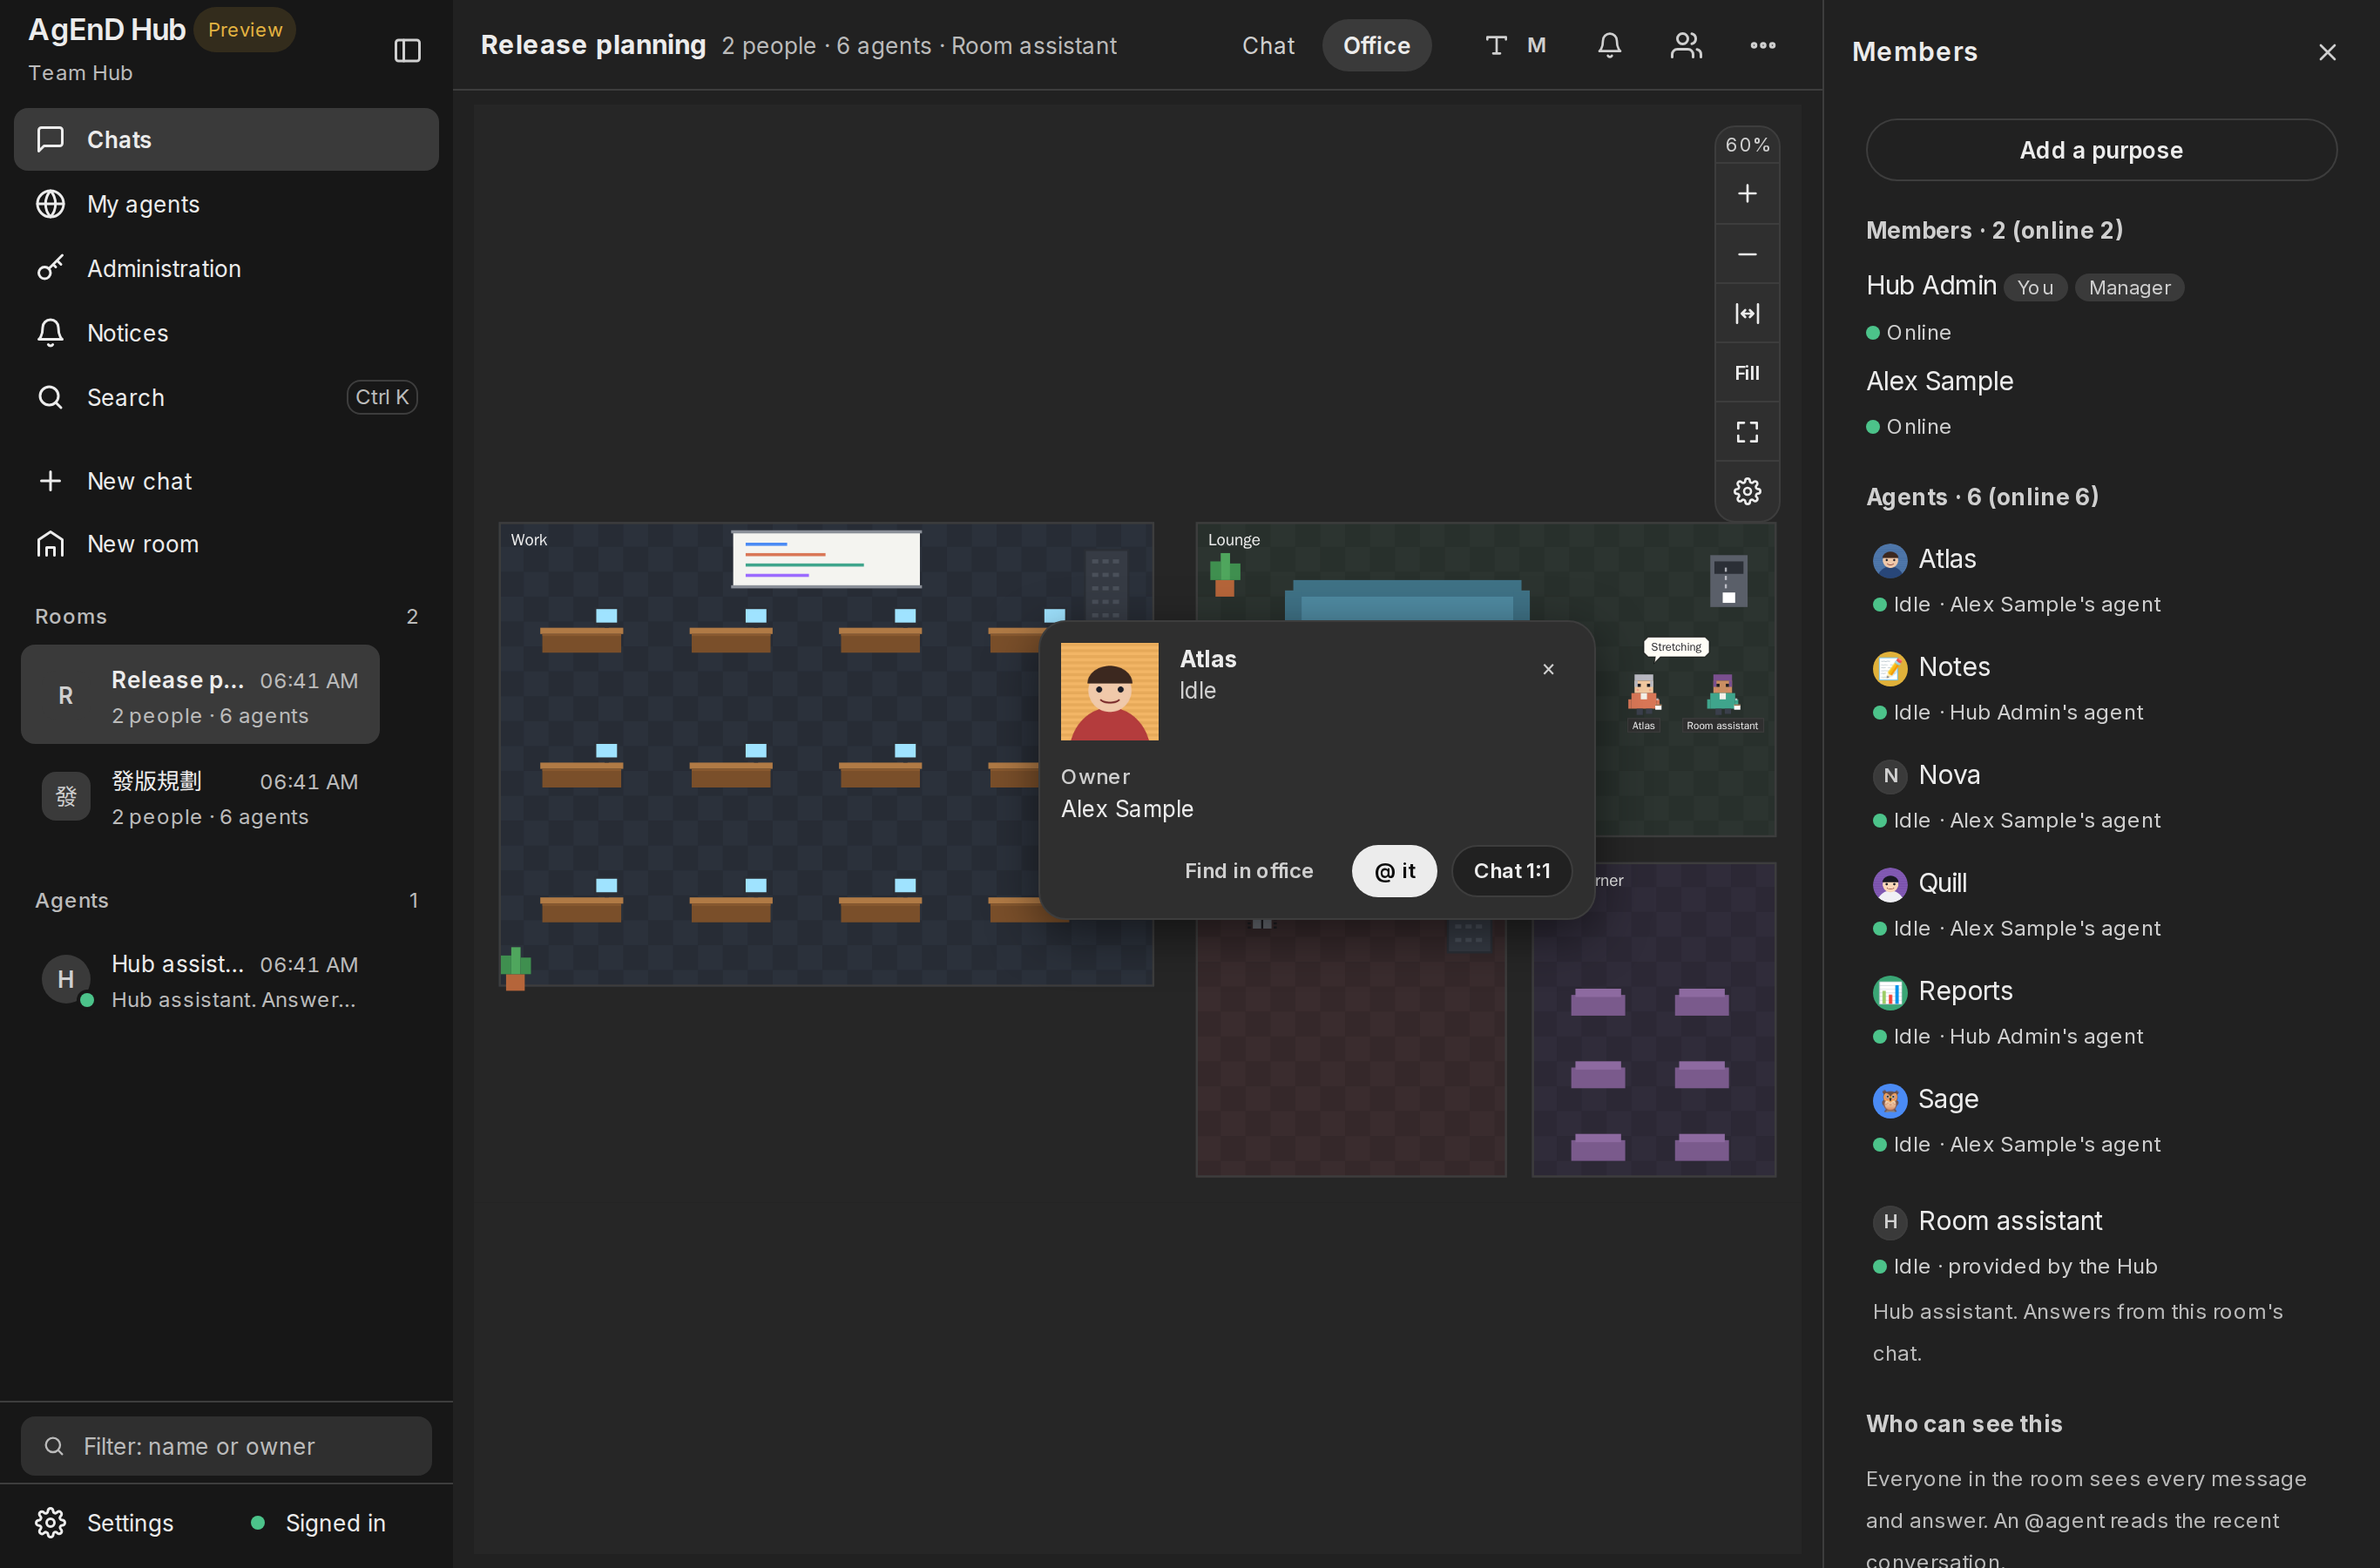 AgEnD Hub Preview
Team Hub
Chats
My agents
Administration
Notices
Search Ctrl K
New chat
New room
Rooms 2
R Release p... 06:41 AM
2 people · 6 agents
發 發版規劃 06:41 AM
2 people · 6 agents
Agents 1
H Hub assist... 06:41 AM
Hub assistant. Answer...
Filter: name or owner
Settings Signed in
Release planning 2 people · 6 agents · Room assistant
Chat Office T M
60%
Fill
Work
Lounge
Stretching
Atlas Room assistant
rner
Atlas
Idle
×
Owner
Alex Sample
Find in office @ it Chat 1:1
Members
Add a purpose
Members · 2 (online 2)
Hub Admin You Manager
Online
Alex Sample
Online
Agents · 6 (online 6)
Atlas
Idle · Alex Sample's agent
Notes
Idle · Hub Admin's agent
N Nova
Idle · Alex Sample's agent
Quill
Idle · Alex Sample's agent
Reports
Idle · Hub Admin's agent
Sage
Idle · Alex Sample's agent
H Room assistant
Idle · provided by the Hub
Hub assistant. Answers from this room's
chat.
Who can see this
Everyone in the room sees every message
and answer. An @agent reads the recent
conversation.